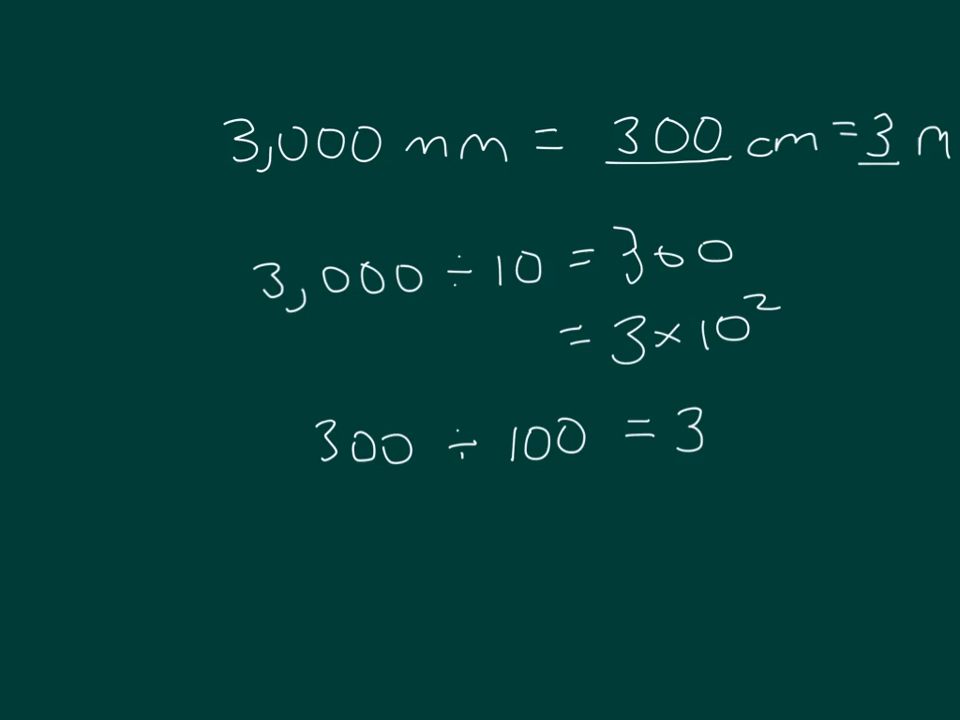 3,000 mm = 300 cm = 3 m
3,000 ÷ 10 = 300
= 3 × 10²
300 ÷ 100 = 3